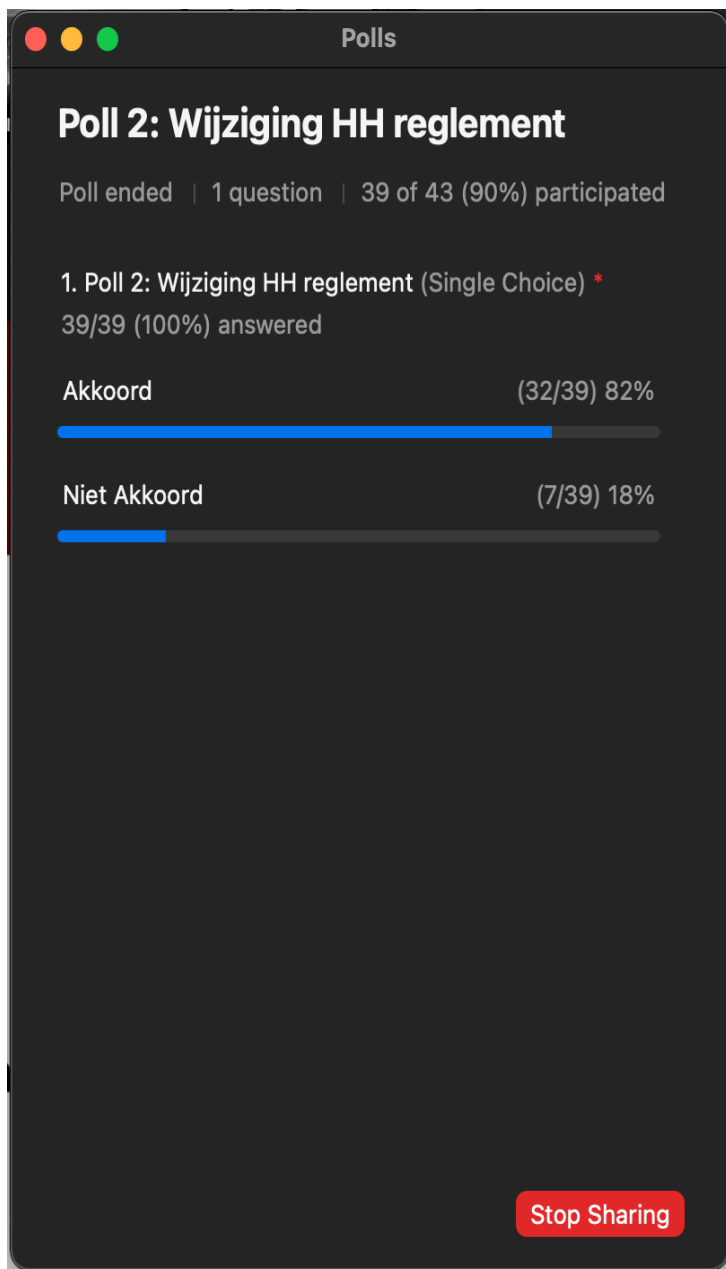 Polls
Poll 2: Wijziging HH reglement
Poll ended | 1 question | 39 of 43 (90%) participated
1. Poll 2: Wijziging HH reglement (Single Choice) *
39/39 (100%) answered
Akkoord (32/39) 82%
Niet Akkoord (7/39) 18%
Stop Sharing